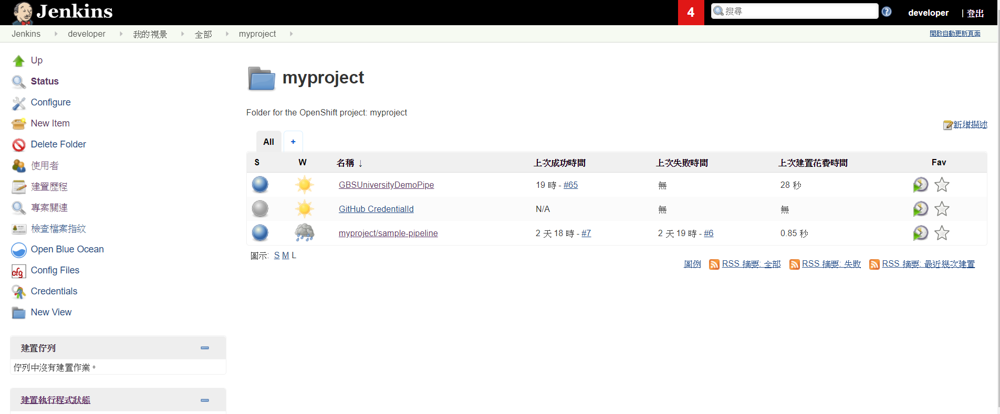 Jenkins
4
搜尋
developer | 登出
Jenkins developer 我的視景 全部 myproject
開啟自動更新頁面
Up
Status
Configure
New Item
Delete Folder
使用者
建置歷程
專案關連
檢查檔案指紋
Open Blue Ocean
cfg Config Files
Credentials
New View
建置佇列
佇列中沒有建置作業。
建置執行程式狀態
myproject
Folder for the OpenShift project: myproject
新增描述
All +
S W 名稱 ↓ 上次成功時間 上次失敗時間 上次建置花費時間 Fav
GBSUniversityDemoPipe 19 時 - #65 無 28 秒
GitHub CredentialId N/A 無 無
myproject/sample-pipeline 2 天 18 時 - #7 2 天 19 時 - #6 0.85 秒
圖示: S M L
圖例 RSS 摘要: 全部 RSS 摘要: 失敗 RSS 摘要: 最近幾次建置